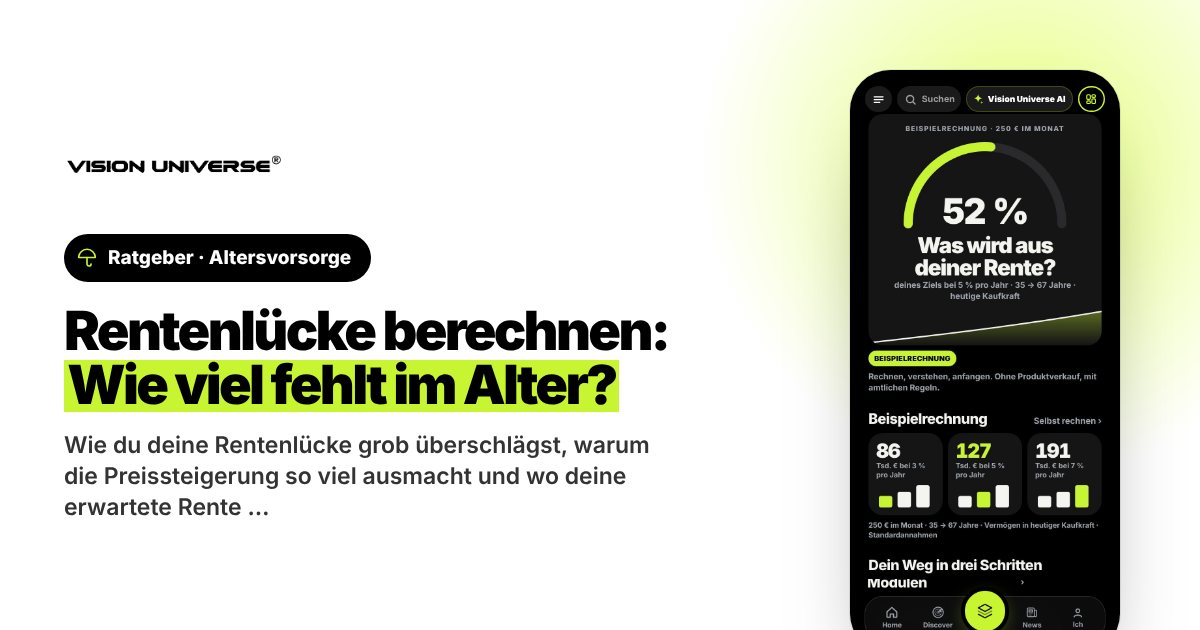 VISION UNIVERSE®
Ratgeber · Altersvorsorge
Rentenlücke berechnen:
Wie viel fehlt im Alter?
Wie du deine Rentenlücke grob überschlägst, warum
die Preissteigerung so viel ausmacht und wo deine
erwartete Rente ...
Suchen
Vision Universe AI
BEISPIELRECHNUNG · 250 € IM MONAT
52 %
Was wird aus
deiner Rente?
deines Ziels bei 5 % pro Jahr · 35 → 67 Jahre ·
heutige Kaufkraft
BEISPIELRECHNUNG
Rechnen, verstehen, anfangen. Ohne Produktverkauf, mit
amtlichen Regeln.
Beispielrechnung
Selbst rechnen ›
86
Tsd. € bei 3 %
pro Jahr
127
Tsd. € bei 5 %
pro Jahr
191
Tsd. € bei 7 %
pro Jahr
250 € im Monat · 35 → 67 Jahre · Vermögen in heutiger Kaufkraft ·
Standardannahmen
Dein Weg in drei Schritten
Modulen ›
Home
Discover
News
Ich